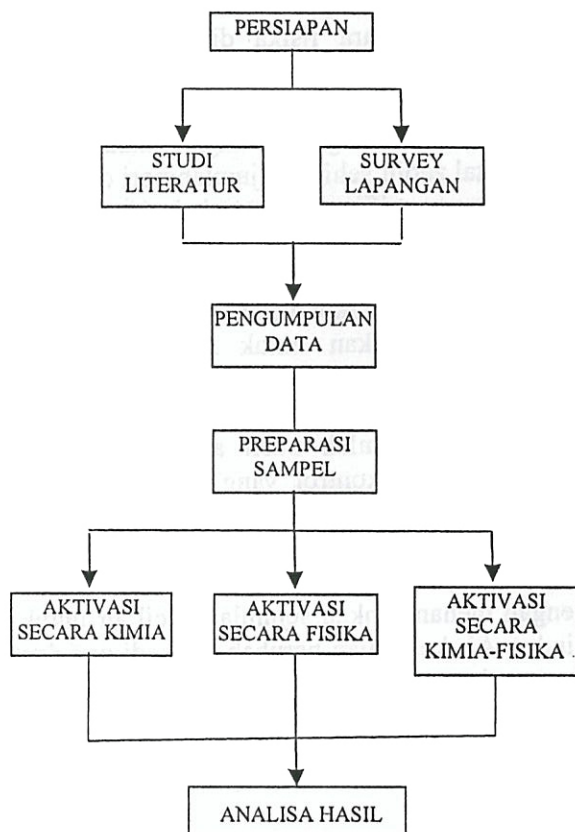 PERSIAPAN
STUDI
LITERATUR
SURVEY
LAPANGAN
PENGUMPULAN
DATA
PREPARASI
SAMPEL
AKTIVASI
SECARA KIMIA
AKTIVASI
SECARA FISIKA
AKTIVASI
SECARA
KIMIA-FISIKA
ANALISA HASIL